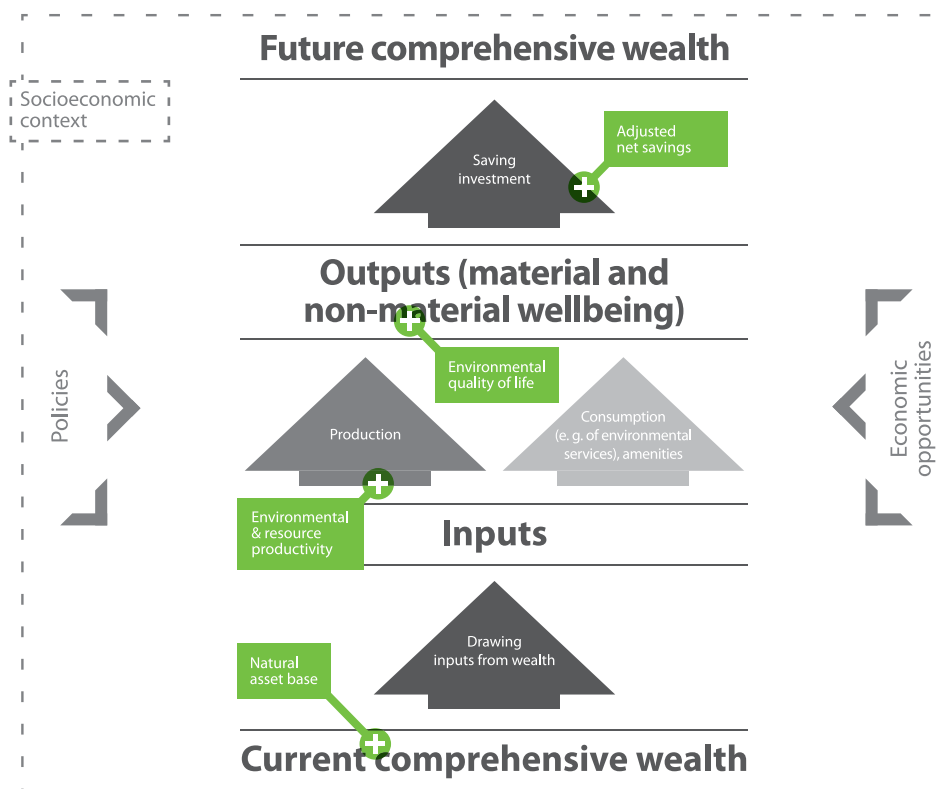 Future comprehensive wealth
Socioeconomic
context
Adjusted
net savings
Saving
investment
Outputs (material and
non-material wellbeing)
Environmental
quality of life
Policies
Economic
opportunities
Production
Consumption
(e. g. of environmental
services), amenities
Environmental
& resource
productivity
Inputs
Drawing
inputs from wealth
Natural
asset base
Current comprehensive wealth